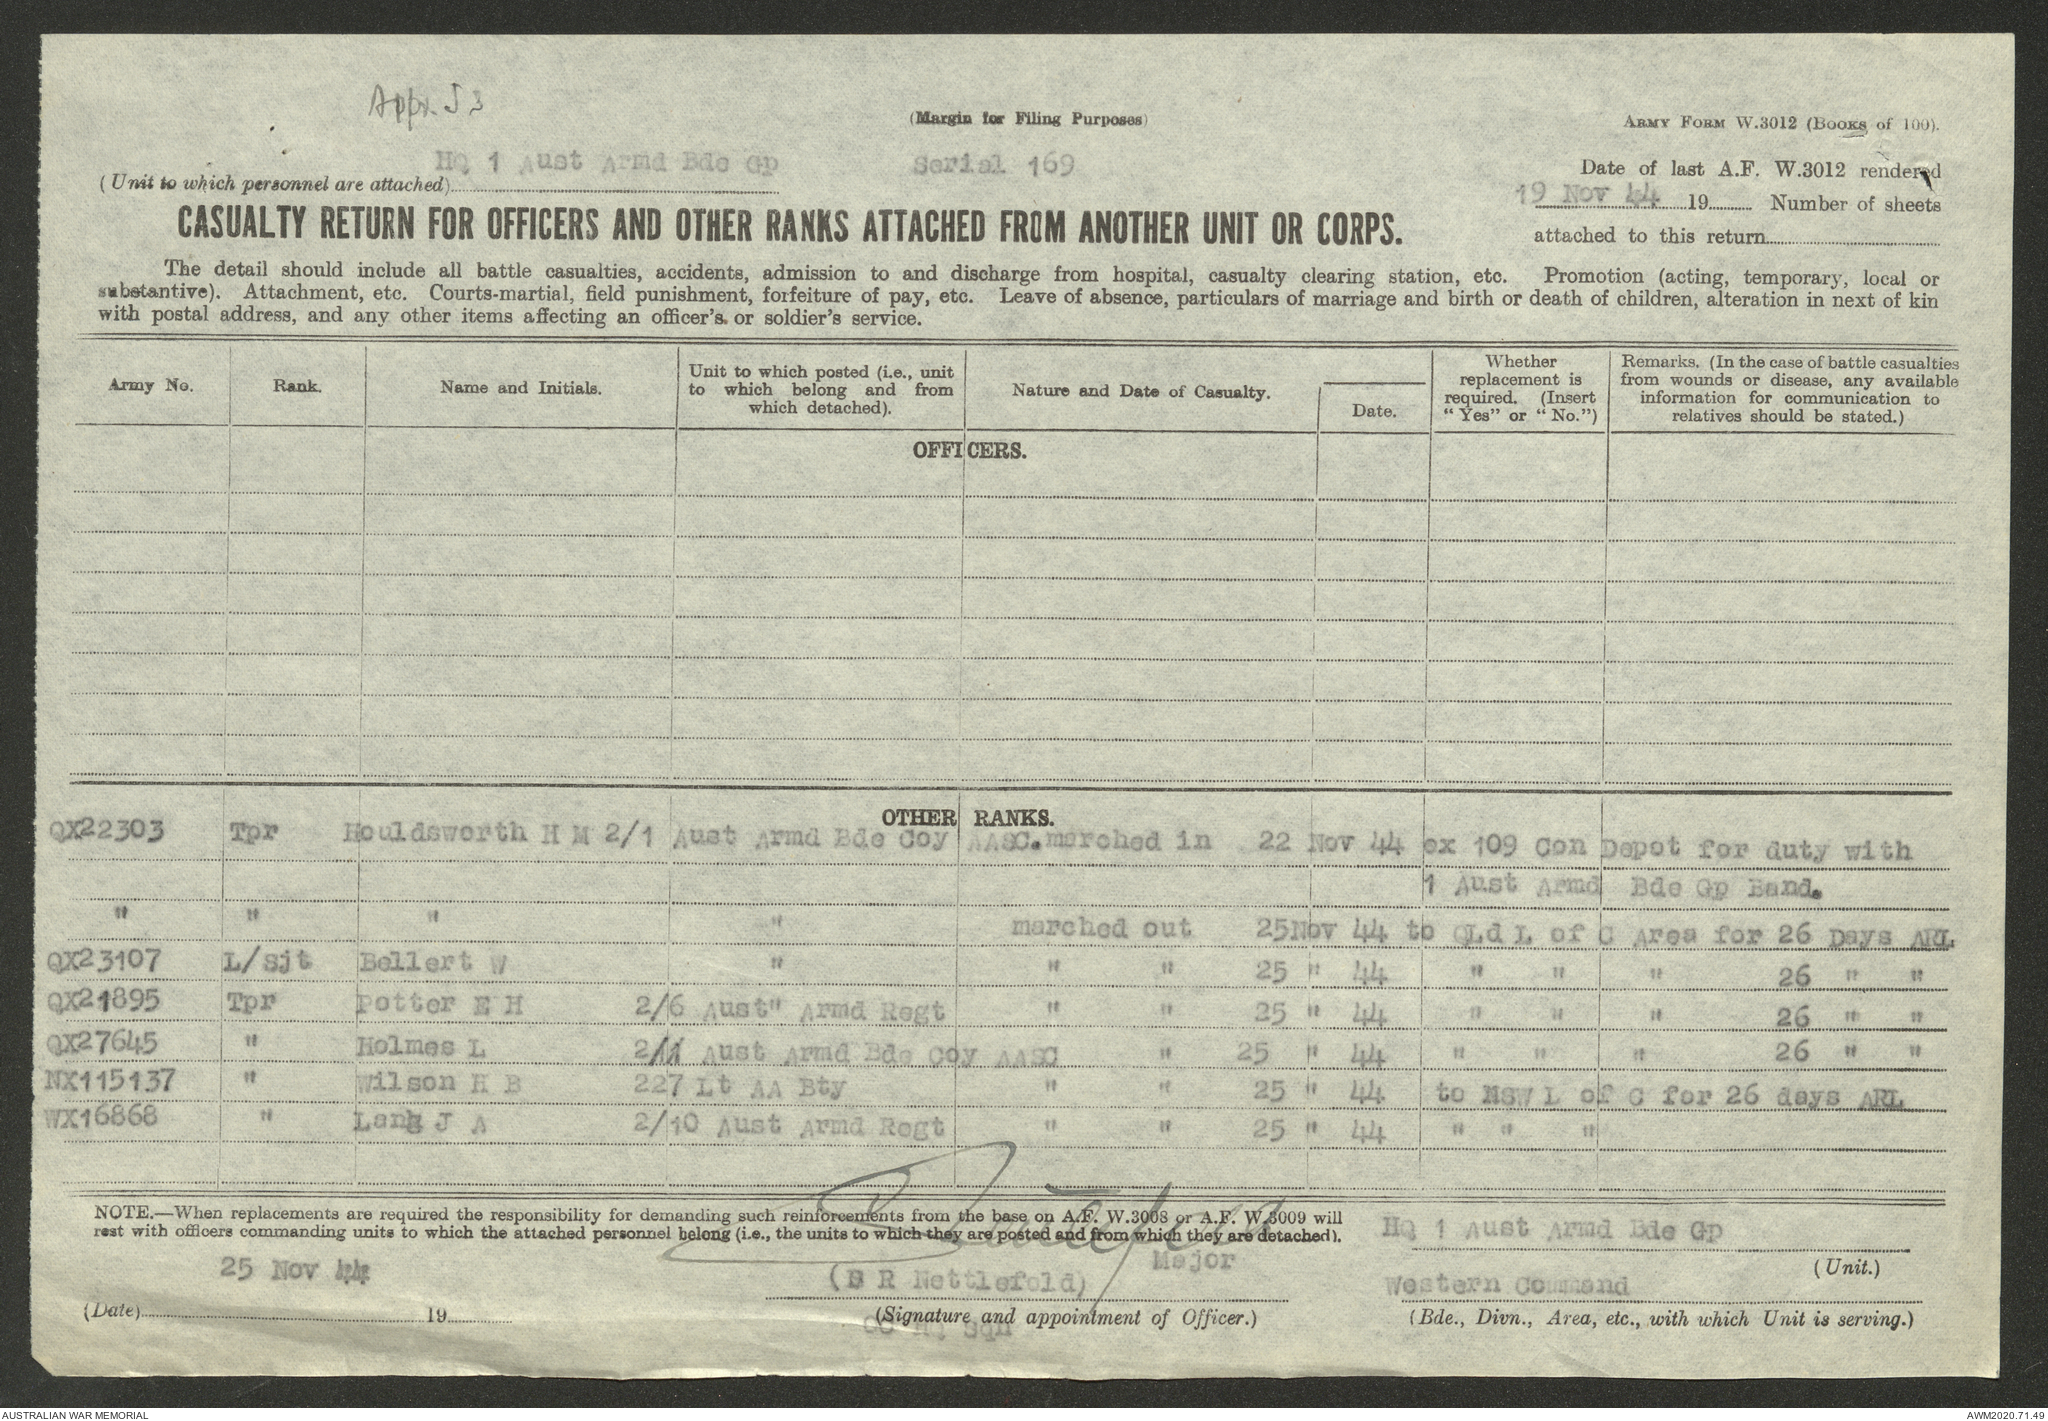 Appx. J 3
(Margin for Filing Purposes)
ARMY FORM W.3012 (Books of 100).
HQ 1 Aust Armd Bde Gp Serial 169
(Unit to which personnel are attached)
Date of last A.F. W.3012 rendered
19 Nov 44 19 Number of sheets
attached to this return
CASUALTY RETURN FOR OFFICERS AND OTHER RANKS ATTACHED FROM ANOTHER UNIT OR CORPS.
The detail should include all battle casualties, accidents, admission to and discharge from hospital, casualty clearing station, etc. Promotion (acting, temporary, local or
substantive). Attachment, etc. Courts-martial, field punishment, forfeiture of pay, etc. Leave of absence, particulars of marriage and birth or death of children, alteration in next of kin
with postal address, and any other items affecting an officer's or soldier's service.
Army No.
Rank.
Name and Initials.
Unit to which posted (i.e., unit
to which belong and from
which detached).
Nature and Date of Casualty.
Date.
Whether
replacement is
required. (Insert
"Yes" or "No.")
Remarks. (In the case of battle casualties
from wounds or disease, any available
information for communication to
relatives should be stated.)
OFFICERS.
OTHER RANKS.
QX22303 Tpr Houldsworth H M 2/1 Aust Armd Bde Coy AASC. marched in 22 Nov 44 ex 109 Con Depot for duty with
1 Aust Armd Bde Gp Band.
" " " " marched out 25Nov 44 to QLd L of C Area for 26 Days ARL
QX23107 L/Sjt Bellert W " " " 25 " 44 " " " 26 " "
QX21895 Tpr Potter E H 2/6 Aust" Armd Regt " " 25 " 44 " " " 26 " "
QX27645 " Holmes L 2/1 Aust Armd Bde Coy AASC " 25 " 44 " " " 26 " "
NX115137 " Wilson H B 227 Lt AA Bty " " 25 " 44 to NSW L of C for 26 days ARL
WX16868 " Lang J A 2/10 Aust Armd Regt " " 25 " 44 " " "
NOTE.—When replacements are required the responsibility for demanding such reinforcements from the base on A.F. W.3008 or A.F. W.3009 will
rest with officers commanding units to which the attached personnel belong (i.e., the units to which they are posted and from which they are detached).
HQ 1 Aust Armd Bde Gp
(Unit.)
25 Nov 44
(Date) 19
Major
(S R Nettlefold)
(Signature and appointment of Officer.)
OC HQ Sqn
Western Command
(Bde., Divn., Area, etc., with which Unit is serving.)
AUSTRALIAN WAR MEMORIAL
AWM2020.71.49